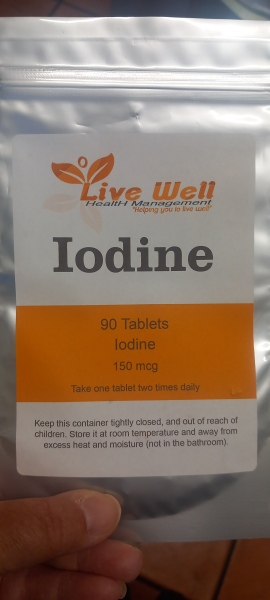 Live Well
HealtH Management
"Helping you to live well"
Iodine
90 Tablets
Iodine
150 mcg
Take one tablet two times daily
Keep this container tightly closed, and out of reach of
children. Store it at room temperature and away from
excess heat and moisture (not in the bathroom).